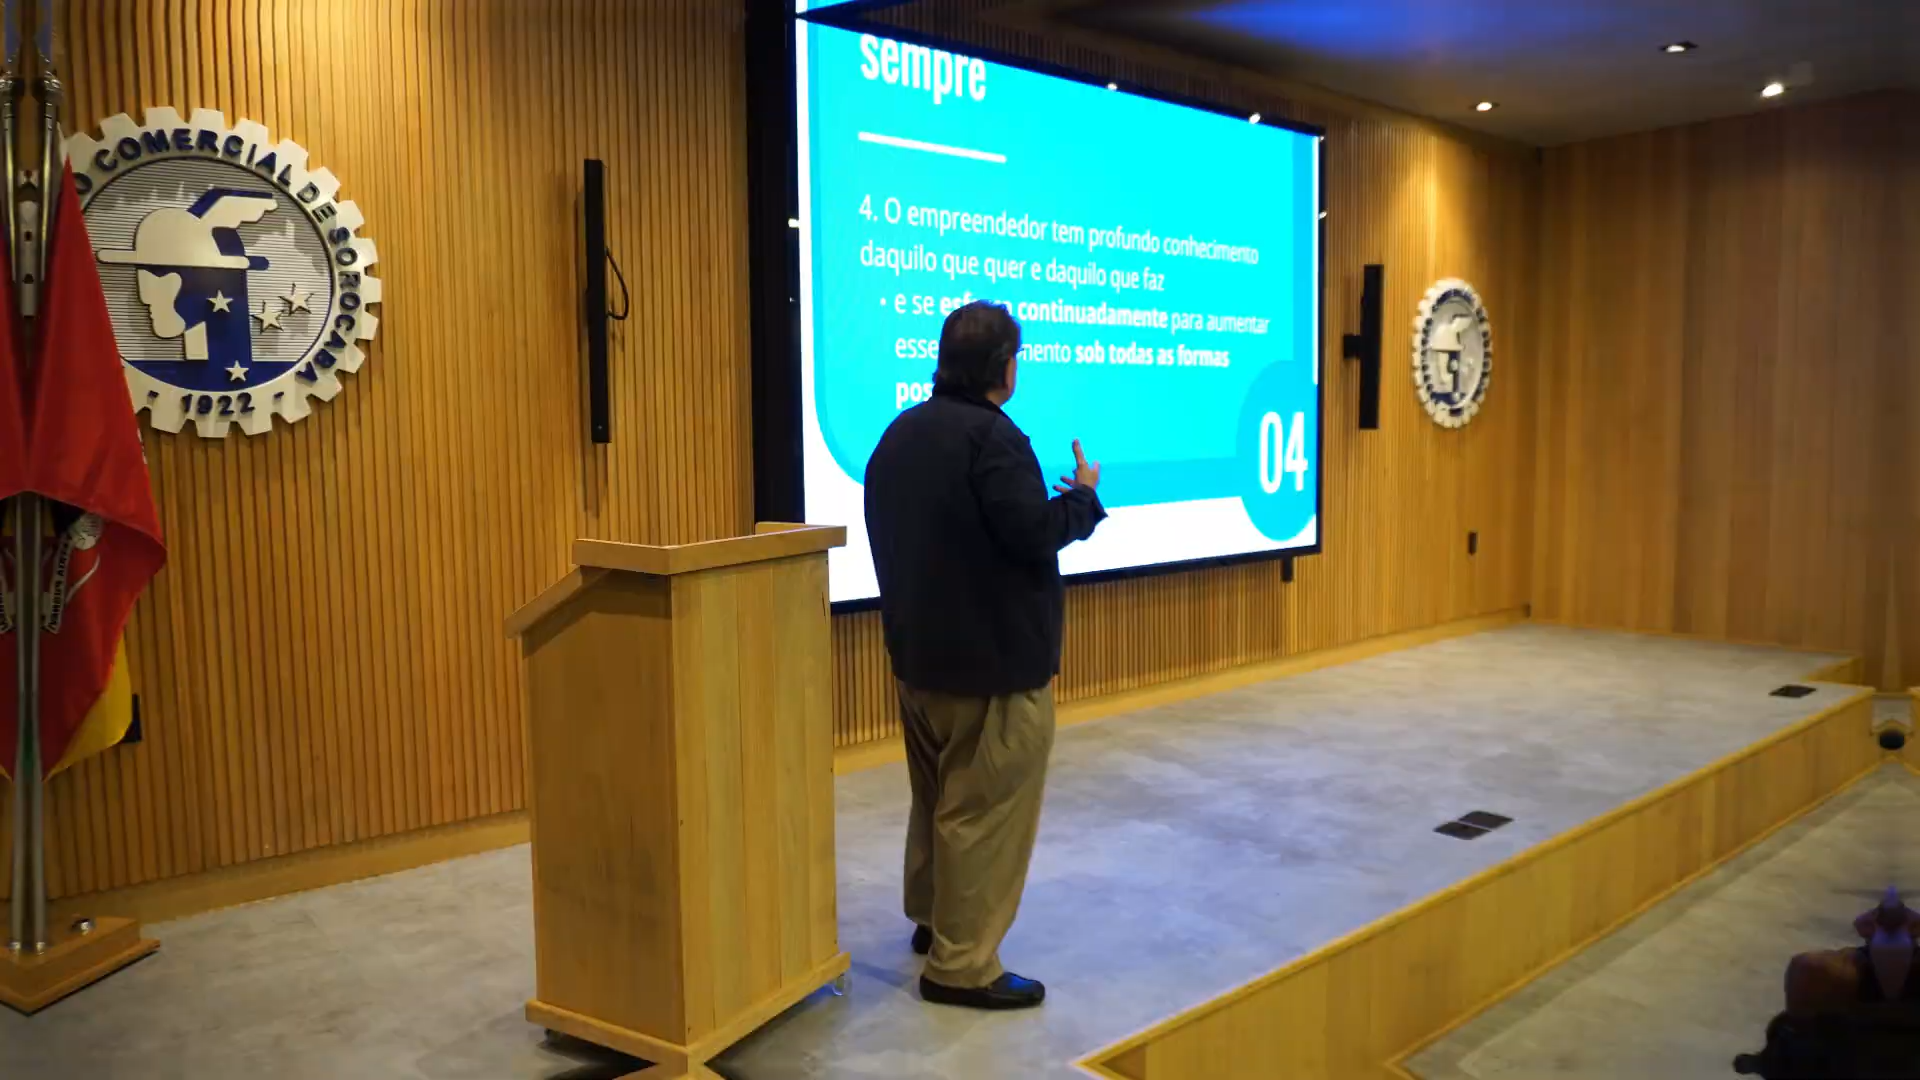 O COMERCIAL DE SOROCABA
- 1922 -
sempre
4. O empreendedor tem profundo conhecimento
daquilo que quer e daquilo que faz
• e se continuadamente para aumentar
esse sob todas as formas
04